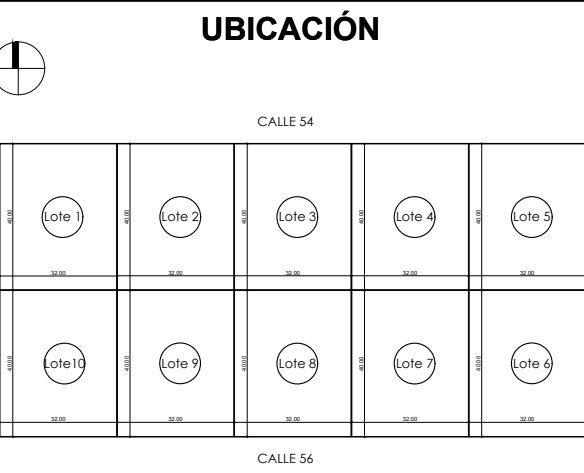 UBICACIÓN
CALLE 54
40.00 Lote 1 40.00 Lote 2 40.00 Lote 3 40.00 Lote 4 40.00 Lote 5
32.00 32.00 32.00 32.00 32.00
40.00 Lote10 40.00 Lote 9 40.00 Lote 8 40.00 Lote 7 40.00 Lote 6
32.00 32.00 32.00 32.00 32.00
CALLE 56